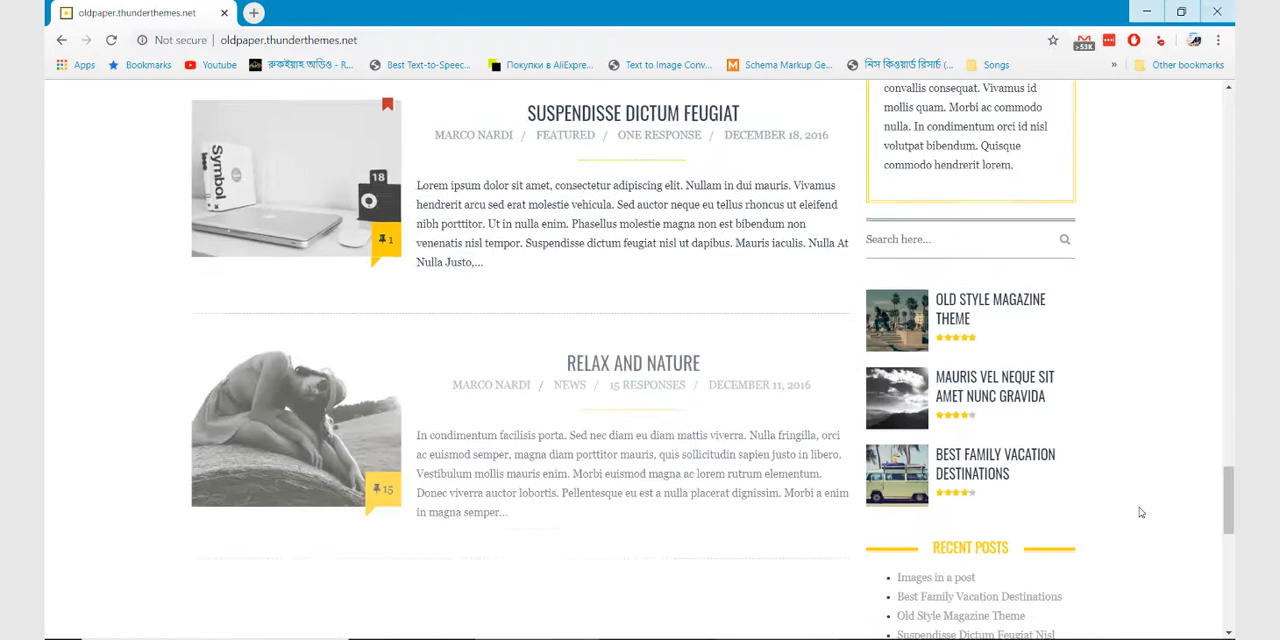 oldpaper.thunderthemes.net
Not secure | oldpaper.thunderthemes.net
>53K
Apps
Bookmarks
Youtube
রুকইয়াহ অডিও - R...
Best Text-to-Speec...
Покупки в AliExpre...
Text to Image Conv...
Schema Markup Ge...
নিস কিওয়ার্ড রিসার্চ (...
Songs
»
Other bookmarks
Symbol
18
1
SUSPENDISSE DICTUM FEUGIAT
MARCO NARDI / FEATURED / ONE RESPONSE / DECEMBER 18, 2016
Lorem ipsum dolor sit amet, consectetur adipiscing elit. Nullam in dui mauris. Vivamus
hendrerit arcu sed erat molestie vehicula. Sed auctor neque eu tellus rhoncus ut eleifend
nibh porttitor. Ut in nulla enim. Phasellus molestie magna non est bibendum non
venenatis nisl tempor. Suspendisse dictum feugiat nisl ut dapibus. Mauris iaculis. Nulla At
Nulla Justo,...
RELAX AND NATURE
MARCO NARDI / NEWS / 15 RESPONSES / DECEMBER 11, 2016
15
In condimentum facilisis porta. Sed nec diam eu diam mattis viverra. Nulla fringilla, orci
ac euismod semper, magna diam porttitor mauris, quis sollicitudin sapien justo in libero.
Vestibulum mollis mauris enim. Morbi euismod magna ac lorem rutrum elementum.
Donec viverra auctor lobortis. Pellentesque eu est a nulla placerat dignissim. Morbi a enim
in magna semper...
convallis consequat. Vivamus id
mollis quam. Morbi ac commodo
nulla. In condimentum orci id nisl
volutpat bibendum. Quisque
commodo hendrerit lorem.
Search here...
OLD STYLE MAGAZINE
THEME
MAURIS VEL NEQUE SIT
AMET NUNC GRAVIDA
BEST FAMILY VACATION
DESTINATIONS
RECENT POSTS
Images in a post
Best Family Vacation Destinations
Old Style Magazine Theme
Suspendisse Dictum Feugiat Nisl